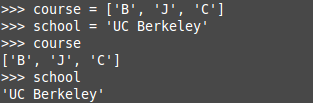 >>> course = ['B', 'J', 'C']
>>> school = 'UC Berkeley'
>>> course
['B', 'J', 'C']
>>> school
'UC Berkeley'